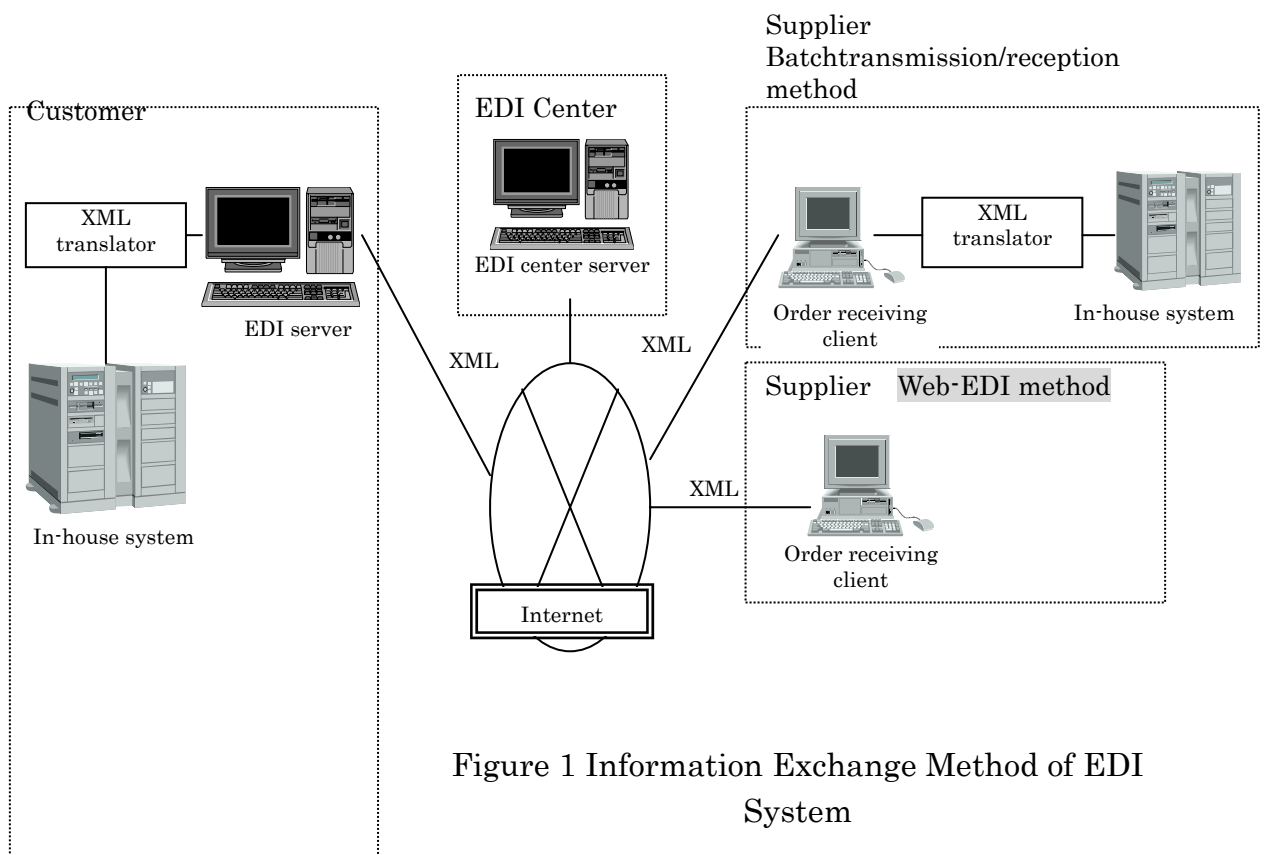 Customer
XML
translator
EDI server
In-house system
EDI Center
EDI center server
XML
XML
XML
Internet
Supplier
Batchtransmission/reception
method
Order receiving
client
XML
translator
In-house system
Supplier Web-EDI method
Order receiving
client
Figure 1 Information Exchange Method of EDI
System